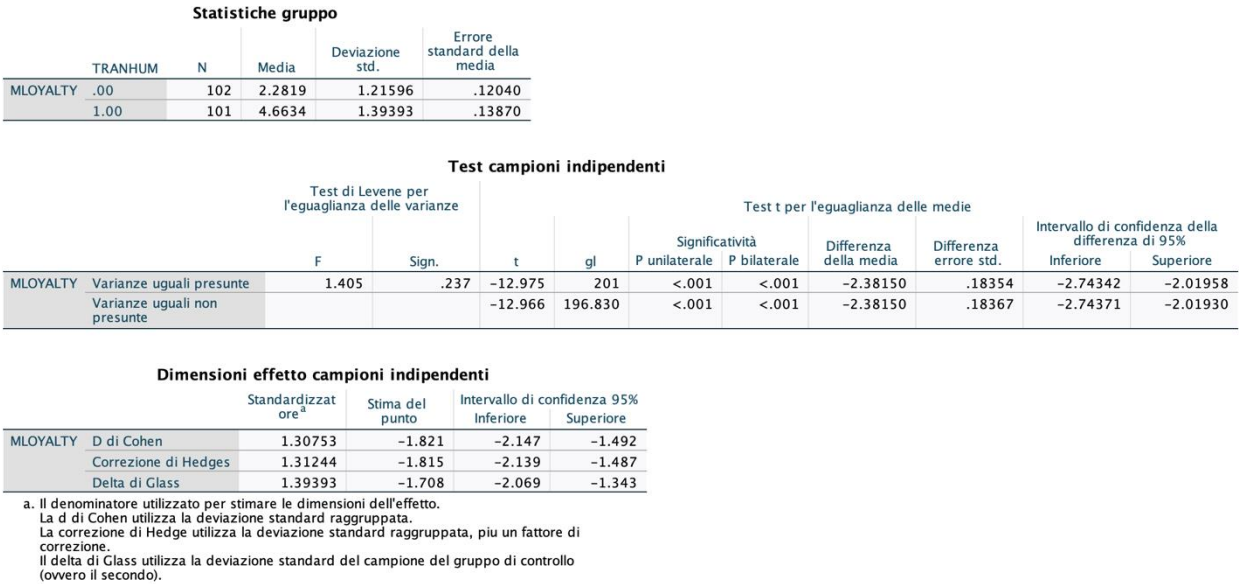 Statistiche gruppo
TRANHUM N Media Deviazione std. Errore standard della media
MLOYALTY .00 102 2.2819 1.21596 .12040
1.00 101 4.6634 1.39393 .13870
Test campioni indipendenti
Test di Levene per l'eguaglianza delle varianze Test t per l'eguaglianza delle medie
Significatività Intervallo di confidenza della differenza di 95%
F Sign. t gl P unilaterale P bilaterale Differenza della media Differenza errore std. Inferiore Superiore
MLOYALTY Varianze uguali presunte 1.405 .237 -12.975 201 <.001 <.001 -2.38150 .18354 -2.74342 -2.01958
Varianze uguali non presunte -12.966 196.830 <.001 <.001 -2.38150 .18367 -2.74371 -2.01930
Dimensioni effetto campioni indipendenti
Standardizzatore a Stima del punto Intervallo di confidenza 95%
Inferiore Superiore
MLOYALTY D di Cohen 1.30753 -1.821 -2.147 -1.492
Correzione di Hedges 1.31244 -1.815 -2.139 -1.487
Delta di Glass 1.39393 -1.708 -2.069 -1.343
a. Il denominatore utilizzato per stimare le dimensioni dell'effetto.
La d di Cohen utilizza la deviazione standard raggruppata.
La correzione di Hedge utilizza la deviazione standard raggruppata, piu un fattore di
correzione.
Il delta di Glass utilizza la deviazione standard del campione del gruppo di controllo
(ovvero il secondo).